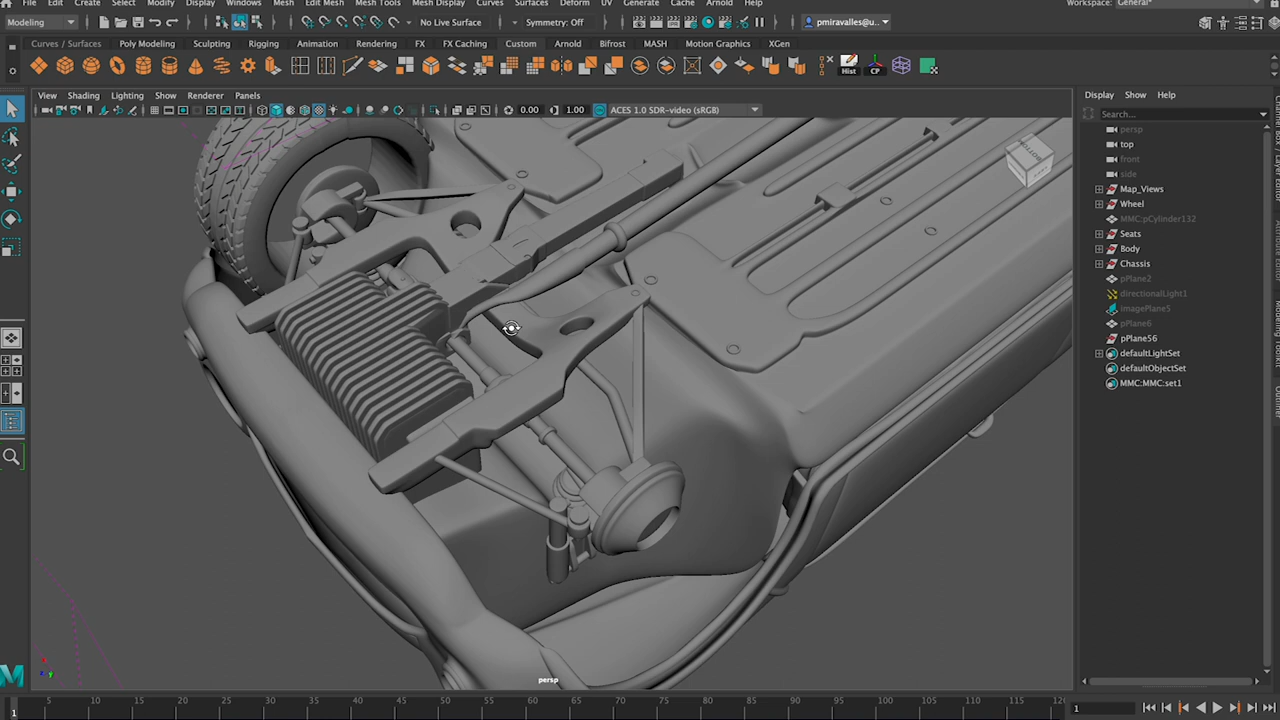 File Edit Create Select Modify Display Windows Mesh Edit Mesh Mesh Tools Mesh Display Curves Surfaces Deform UV Generate Cache Arnold Help Workspace: General*
Modeling No Live Surface Symmetry: Off pmiravalles@u..
Curves / Surfaces Poly Modeling Sculpting Rigging Animation Rendering FX FX Caching Custom Arnold Bifrost MASH Motion Graphics XGen
Hist CP
View Shading Lighting Show Renderer Panels
0.00 1.00 ACES 1.0 SDR-video (sRGB)
Display Show Help
Search...
persp
top
front
side
Map_Views
Wheel
MMC:pCylinder132
Seats
Body
Chassis
pPlane2
directionalLight1
imagePlane5
pPlane6
pPlane56
defaultLightSet
defaultObjectSet
MMC:MMC:set1
BOTTOM
persp
5 10 15 20 25 30 35 40 45 50 55 60 65 70 75 80 85 90 95 100 105 110 115
1 1